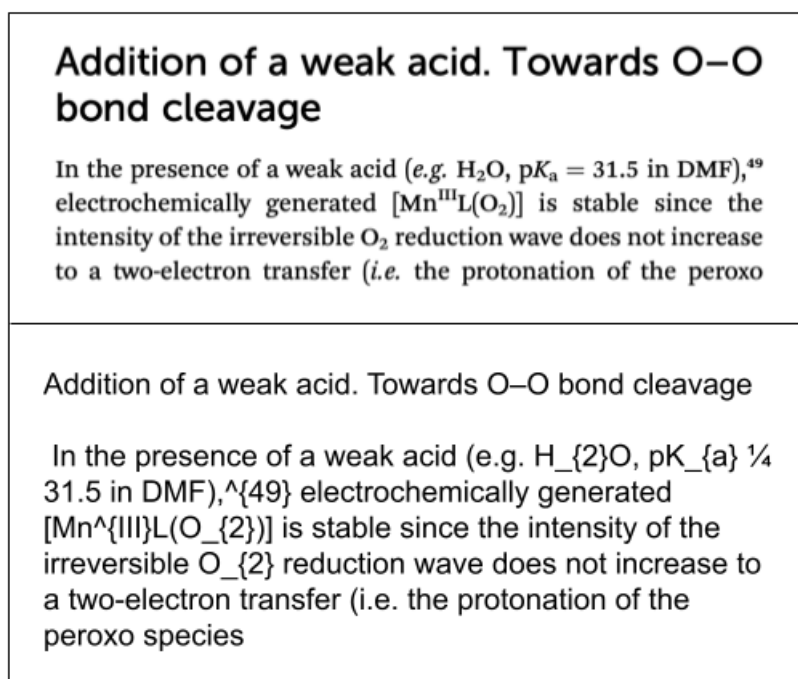 Addition of a weak acid. Towards O–O
bond cleavage
In the presence of a weak acid (e.g. H₂O, pKₐ = 31.5 in DMF),⁴⁹
electrochemically generated [MnᴵᴵᴵL(O₂)] is stable since the
intensity of the irreversible O₂ reduction wave does not increase
to a two-electron transfer (i.e. the protonation of the peroxo
Addition of a weak acid. Towards O–O bond cleavage
In the presence of a weak acid (e.g. H_{2}O, pK_{a} ¼
31.5 in DMF),^{49} electrochemically generated
[Mn^{III}L(O_{2})] is stable since the intensity of the
irreversible O_{2} reduction wave does not increase to
a two-electron transfer (i.e. the protonation of the
peroxo species